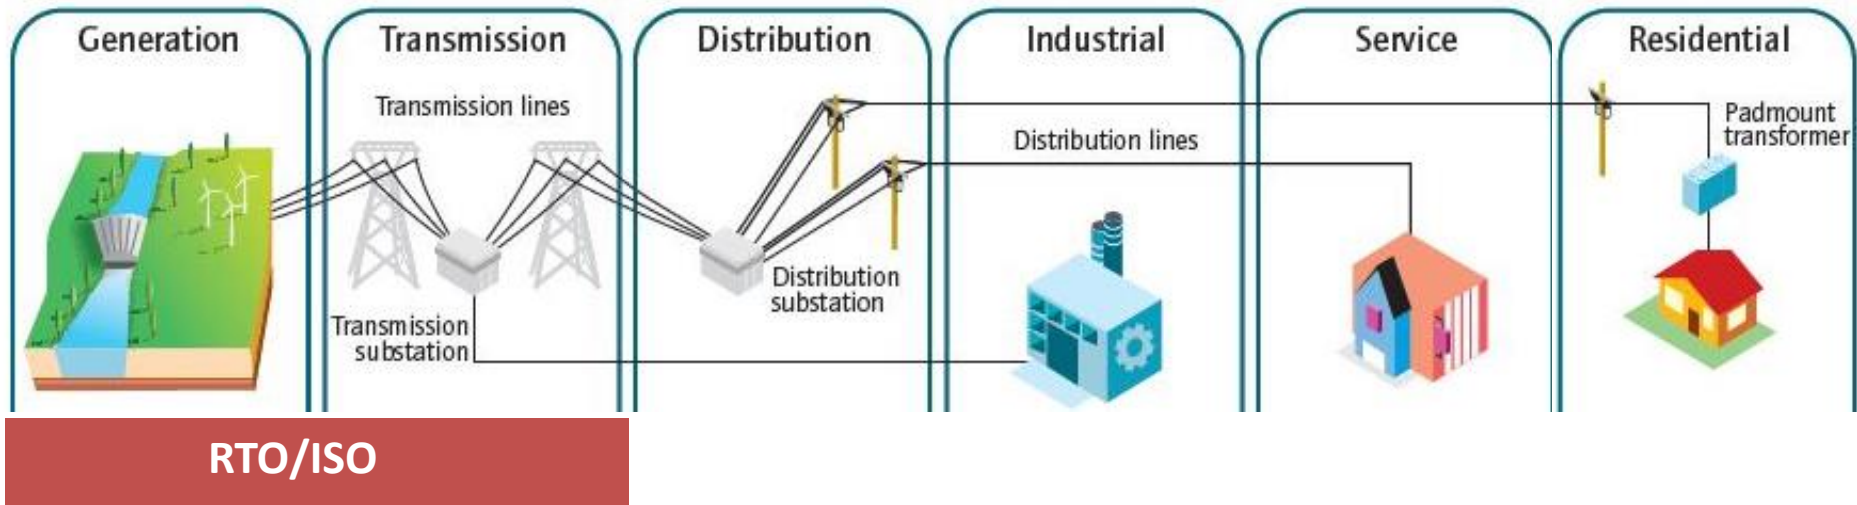 Generation
Transmission
Distribution
Industrial
Service
Residential
Transmission lines
Distribution lines
Padmount
transformer
Distribution
substation
Transmission
substation
RTO/ISO